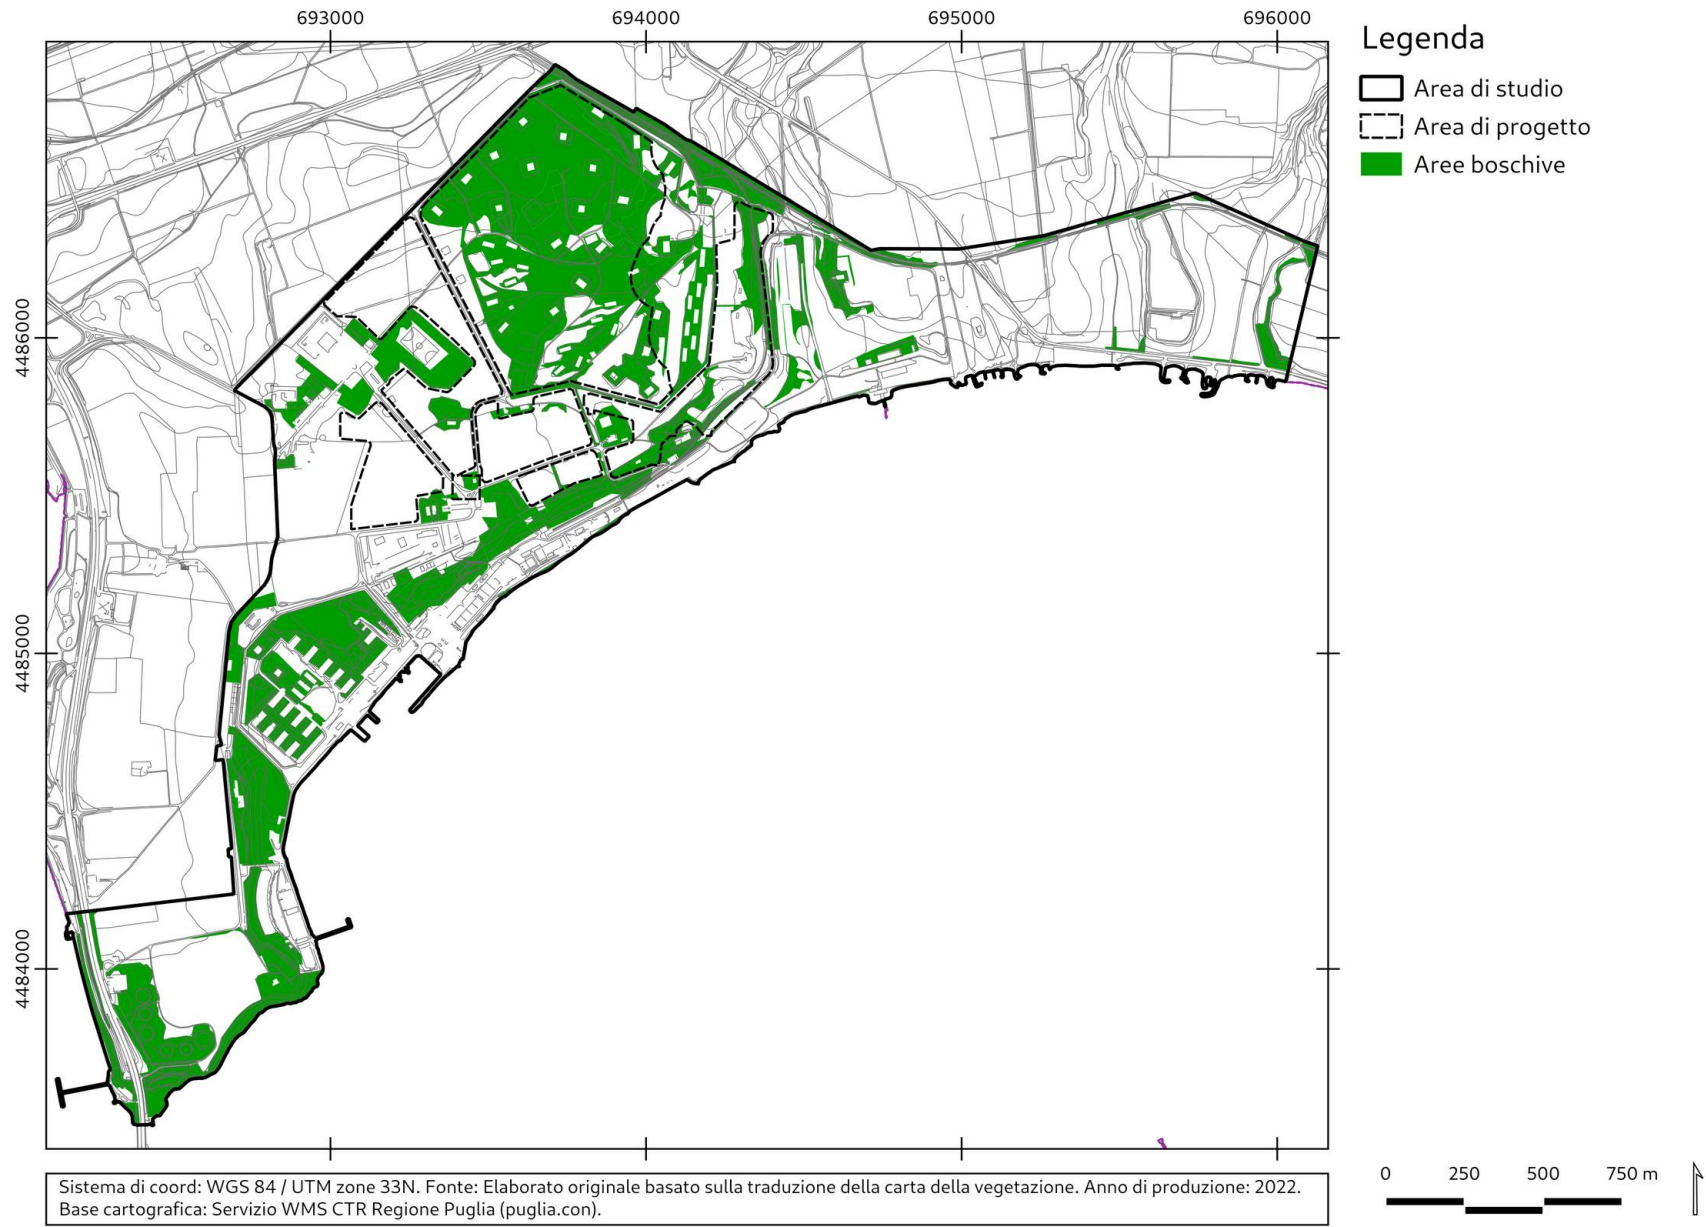 693000 694000 695000 696000
Legenda
Area di studio
Area di progetto
Aree boschive
4486000
4485000
4484000
0 250 500 750 m
Sistema di coord: WGS 84 / UTM zone 33N. Fonte: Elaborato originale basato sulla traduzione della carta della vegetazione. Anno di produzione: 2022.
Base cartografica: Servizio WMS CTR Regione Puglia (puglia.con).